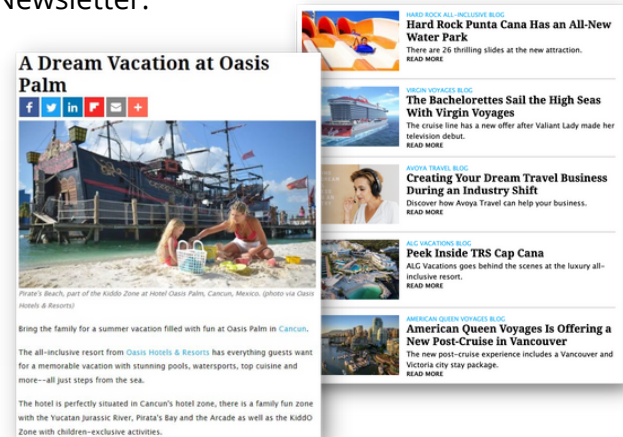 Newsletter:
A Dream Vacation at Oasis
Palm
Pirate's Beach, part of the Kiddo Zone at Hotel Oasis Palm, Cancun, Mexico. (photo via Oasis
Hotels & Resorts)
Bring the family for a summer vacation filled with fun at Oasis Palm in Cancun.
The all-inclusive resort from Oasis Hotels & Resorts has everything guests want
for a memorable vacation with stunning pools, watersports, top cuisine and
more--all just steps from the sea.
The hotel is perfectly situated in Cancun's hotel zone, there is a family fun zone
with the Yucatan Jurassic River, Pirata's Bay and the Arcade as well as the KiddO
Zone with children-exclusive activities.
HARD ROCK ALL-INCLUSIVE BLOG
Hard Rock Punta Cana Has an All-New
Water Park
There are 26 thrilling slides at the new attraction.
READ MORE
VIRGIN VOYAGES BLOG
The Bachelorettes Sail the High Seas
With Virgin Voyages
The cruise line has a new offer after Valiant Lady made her
television debut.
READ MORE
AVOYA TRAVEL BLOG
Creating Your Dream Travel Business
During an Industry Shift
Discover how Avoya Travel can help your business.
READ MORE
ALG VACATIONS BLOG
Peek Inside TRS Cap Cana
ALG Vacations goes behind the scenes at the luxury all-
inclusive resort.
READ MORE
AMERICAN QUEEN VOYAGES BLOG
American Queen Voyages Is Offering a
New Post-Cruise in Vancouver
The new post-cruise experience includes a Vancouver and
Victoria city stay package.
READ MORE